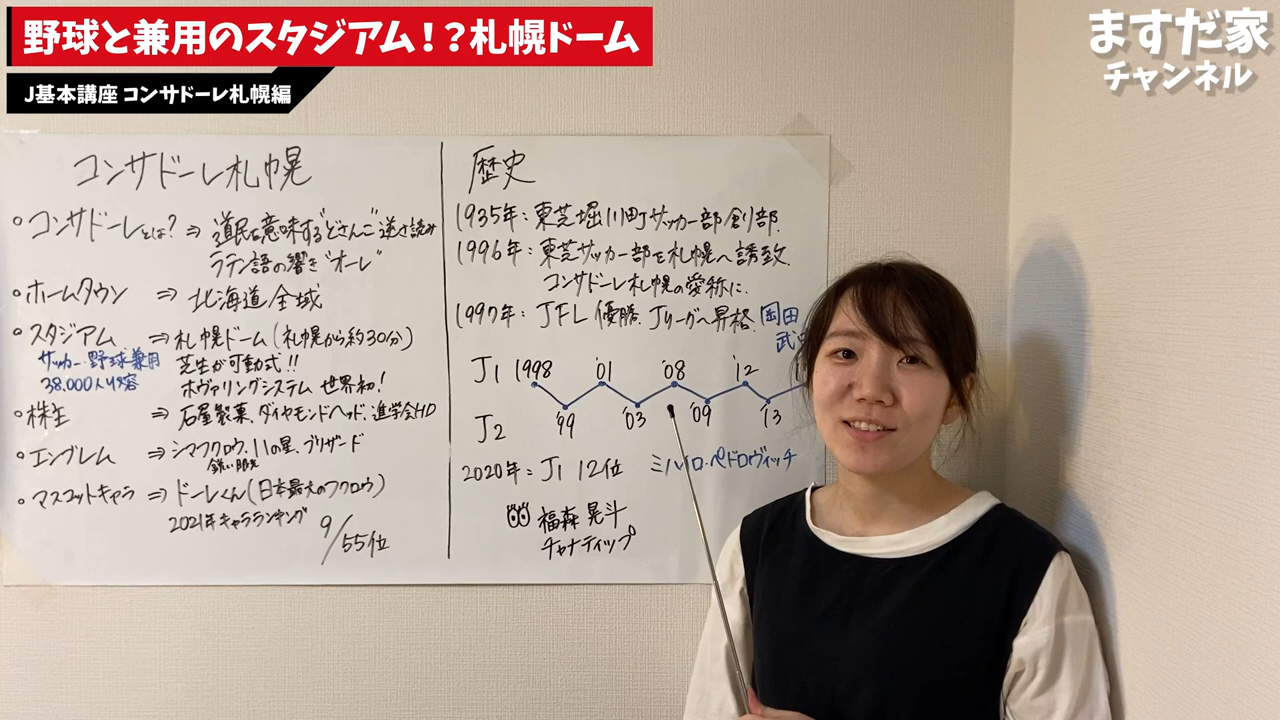 野球と兼用のスタジアム！？札幌ドーム
J基本講座 コンサドーレ札幌編
ますだ家
チャンネル
コンサドーレ札幌
・コンサドーレとは？ ⇒ 道民を意味する"どさんこ"逆さ読み
ラテン語の響き"オーレ"
・ホームタウン ⇒ 北海道全域
・スタジアム ⇒ 札幌ドーム(札幌から約30分)
サッカー・野球兼用 芝生が可動式!!
38,000人収容 ホヴァリングシステム 世界初!
・株主 ⇒ 石屋製菓、ダイヤモンドヘッド、進学会HD
・エンブレム ⇒ シマフクロウ、11の星、ブリザード
鋭い眼光
・マスコットキャラ ⇒ ドーレくん(日本最大のフクロウ)
2021年キャラランキング 9/55位
歴史
1935年：東芝堀川町サッカー部創部.
1996年：東芝サッカー部を札幌へ誘致.
コンサドーレ札幌の愛称に.
1997年：JFL優勝.Jリーグへ昇格. 岡田
武
J1 1998 '01 '08 '12
J2 '99 '03 '09 '13
2020年：J1 12位 ミハイロ・ペドロヴィッチ
福森晃斗
チャナティップ